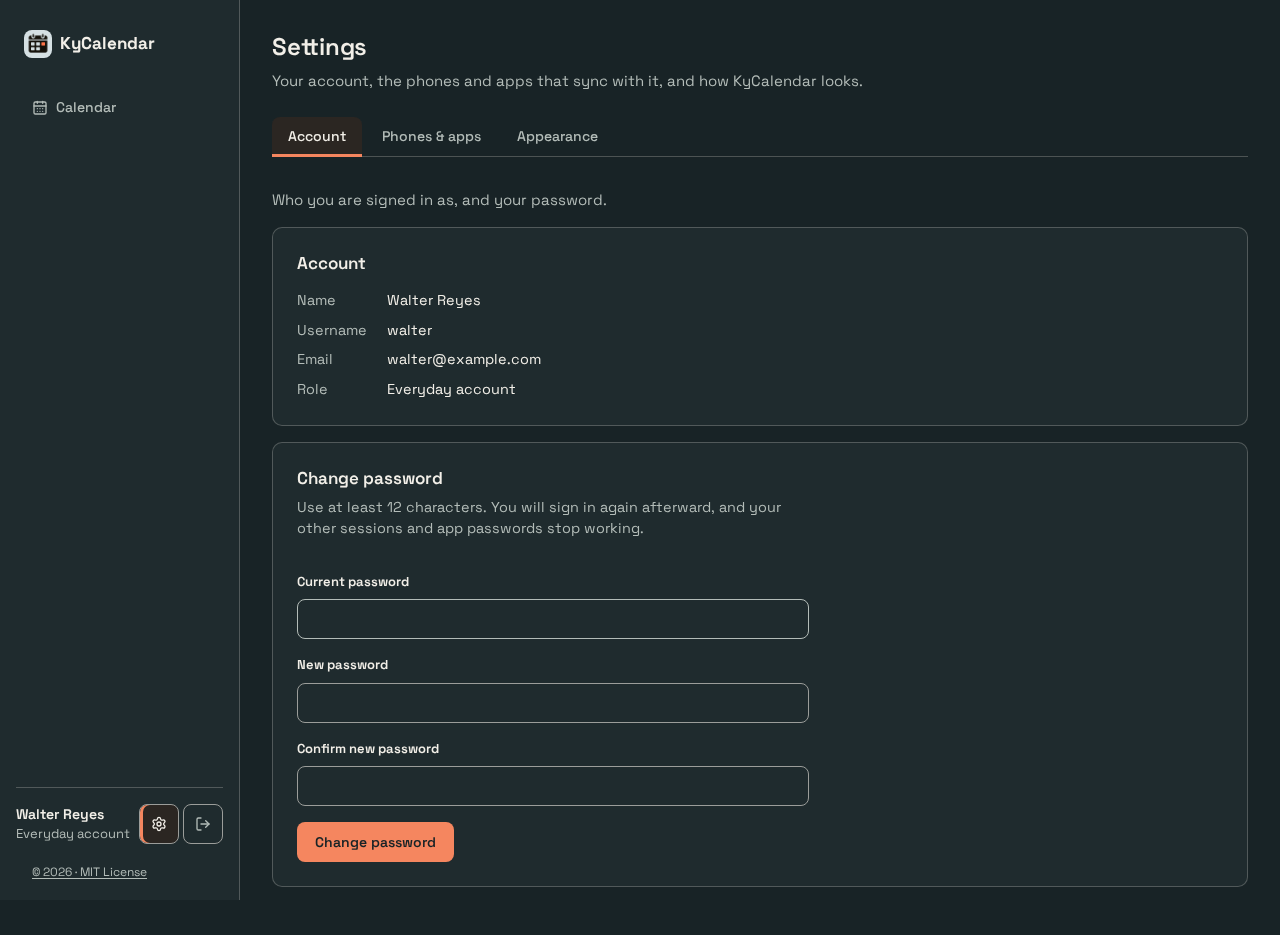 KyCalendar
Calendar
Walter Reyes
Everyday account
© 2026 · MIT License
Settings
Your account, the phones and apps that sync with it, and how KyCalendar looks.
Account
Phones & apps
Appearance
Who you are signed in as, and your password.
Account
Name Walter Reyes
Username walter
Email walter@example.com
Role Everyday account
Change password
Use at least 12 characters. You will sign in again afterward, and your
other sessions and app passwords stop working.
Current password
New password
Confirm new password
Change password